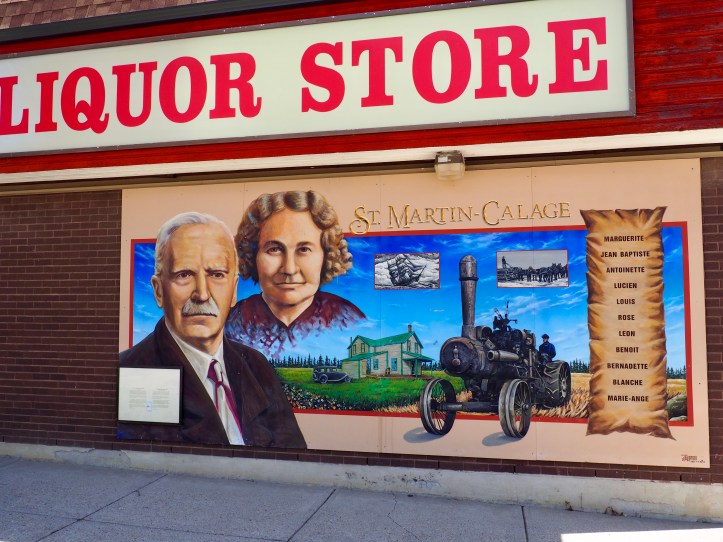 LIQUOR STORE
ST. MARTIN-CALAGE
MARGUERITE
JEAN BAPTISTE
ANTOINETTE
LUCIEN
LOUIS
ROSE
LEON
BENOIT
BERNADETTE
BLANCHE
MARIE-ANGE